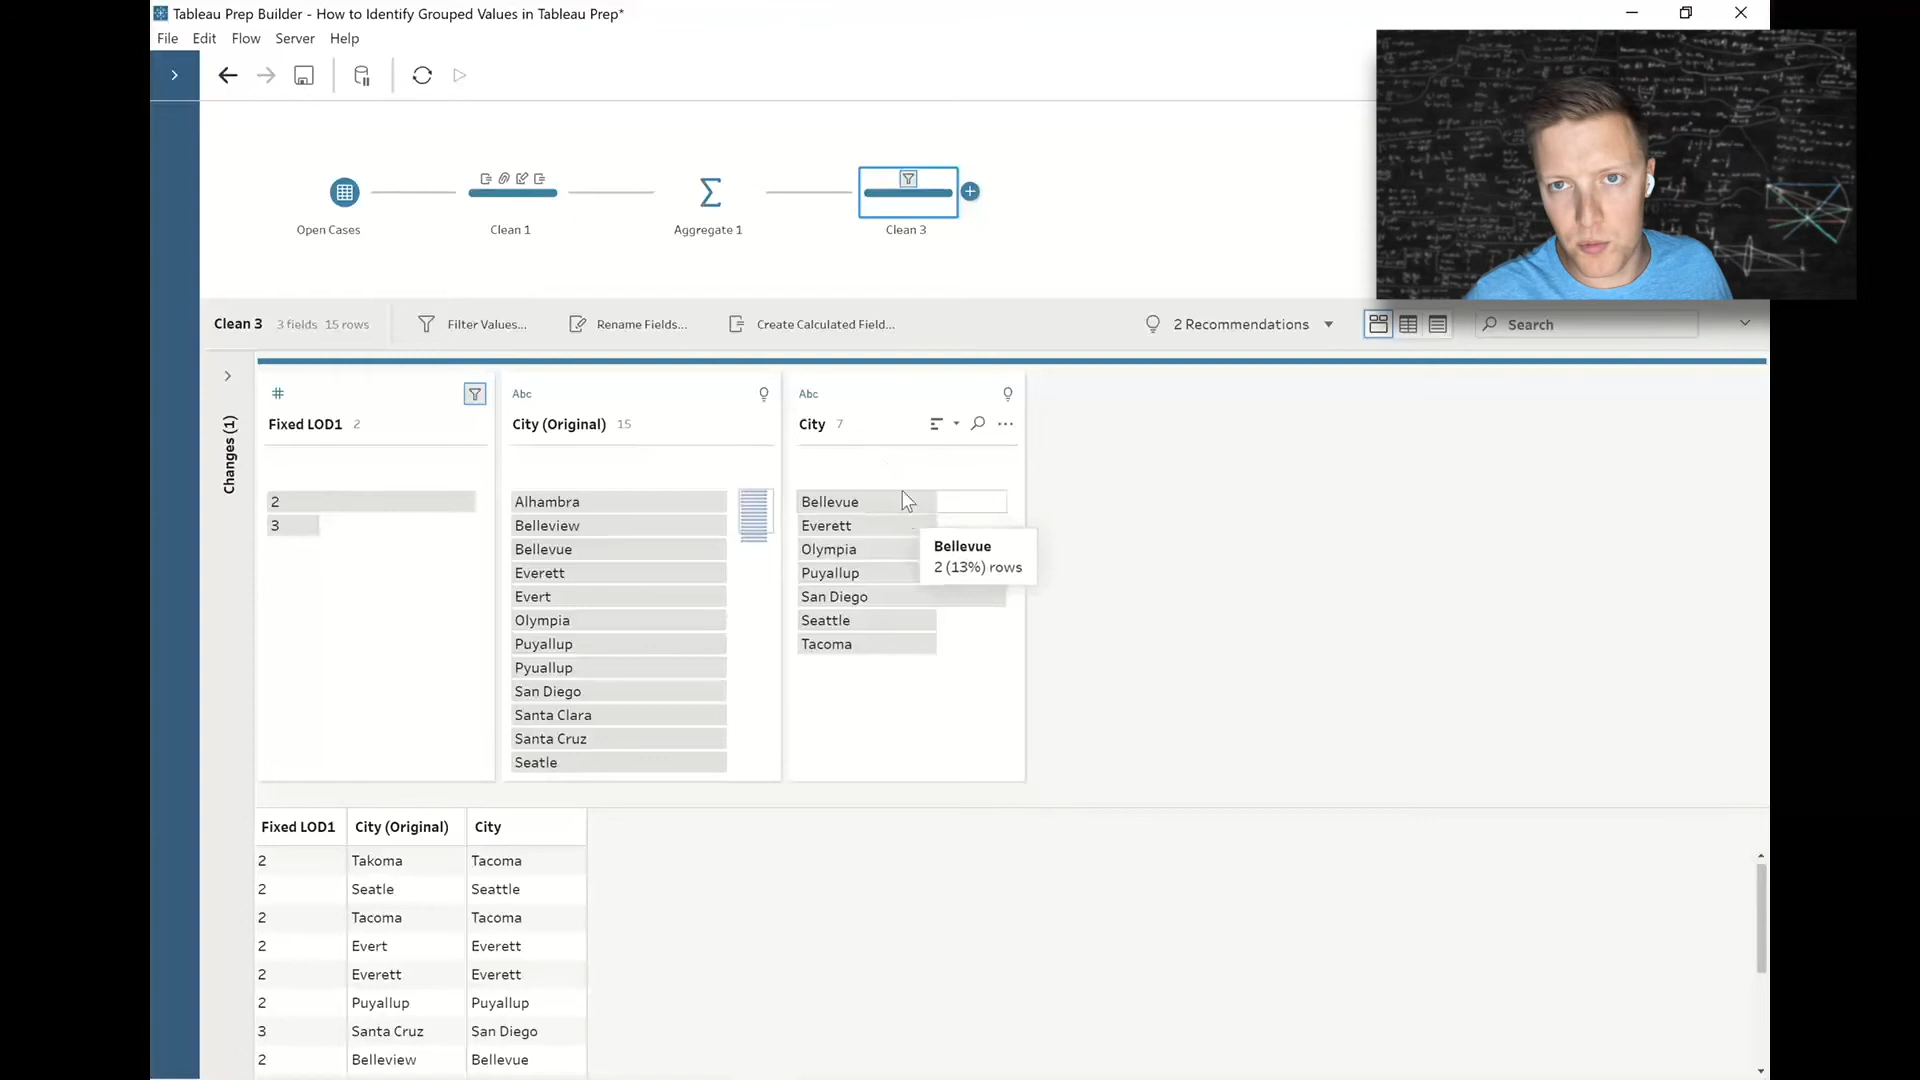 Tableau Prep Builder - How to Identify Grouped Values in Tableau Prep*
File Edit Flow Server Help
Open Cases
Clean 1
Aggregate 1
Clean 3
Clean 3 3 fields 15 rows Filter Values... Rename Fields... Create Calculated Field... 2 Recommendations Search
Changes (1)
#
Fixed LOD1 2
2
3
Abc
City (Original) 15
Alhambra
Belleview
Bellevue
Everett
Evert
Olympia
Puyallup
Pyuallup
San Diego
Santa Clara
Santa Cruz
Seatle
Abc
City 7
Bellevue
Everett
Olympia
Puyallup
San Diego
Seattle
Tacoma
Bellevue
2 (13%) rows
Fixed LOD1 City (Original) City
2 Takoma Tacoma
2 Seatle Seattle
2 Tacoma Tacoma
2 Evert Everett
2 Everett Everett
2 Puyallup Puyallup
3 Santa Cruz San Diego
2 Belleview Bellevue